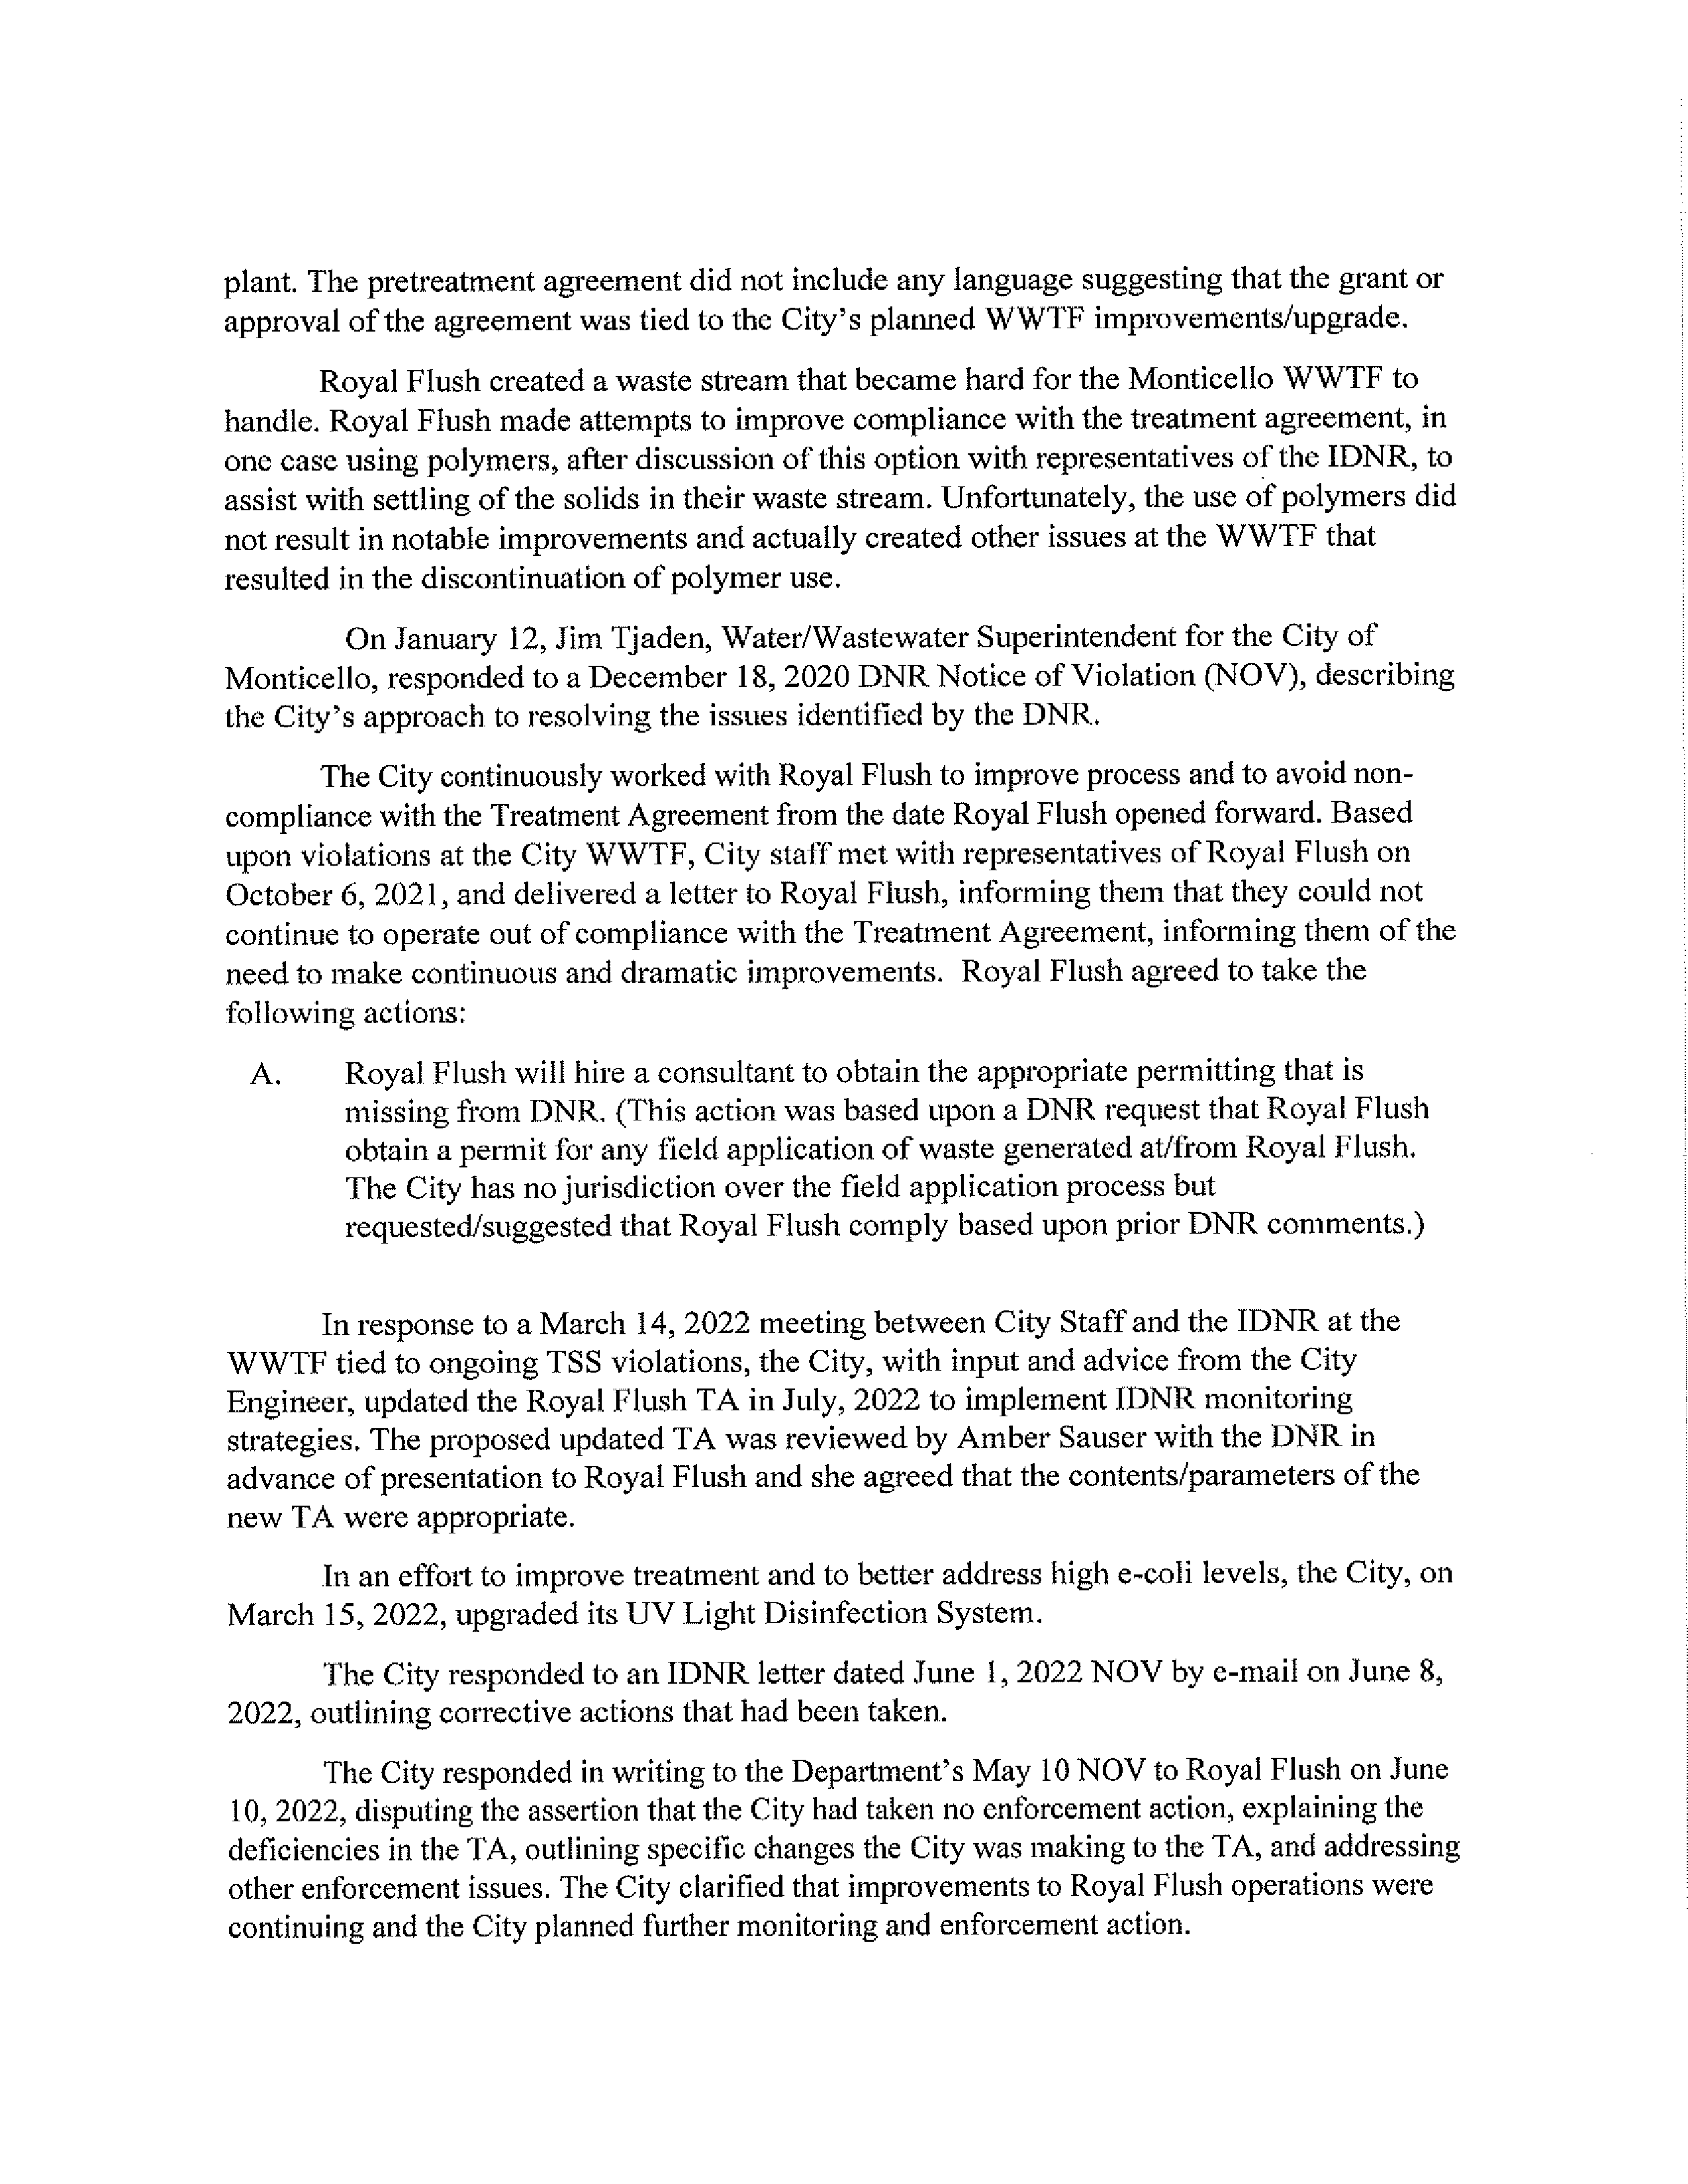 plant. The pretreatment agreement did not include any language suggesting that the grant or
approval of the agreement was tied to the City's planned WWTF improvements/upgrade.
Royal Flush created a waste stream that became hard for the Monticello WWTF to
handle. Royal Flush made attempts to improve compliance with the treatment agreement, in
one case using polymers, after discussion of this option with representatives of the IDNR, to
assist with settling of the solids in their waste stream. Unfortunately, the use of polymers did
not result in notable improvements and actually created other issues at the WWTF that
resulted in the discontinuation of polymer use.
On January 12, Jim Tjaden, Water/Wastewater Superintendent for the City of
Monticello, responded to a December 18, 2020 DNR Notice of Violation (NOV), describing
the City's approach to resolving the issues identified by the DNR.
The City continuously worked with Royal Flush to improve process and to avoid non-
compliance with the Treatment Agreement from the date Royal Flush opened forward. Based
upon violations at the City WWTF, City staff met with representatives of Royal Flush on
October 6, 2021, and delivered a letter to Royal Flush, informing them that they could not
continue to operate out of compliance with the Treatment Agreement, informing them of the
need to make continuous and dramatic improvements. Royal Flush agreed to take the
following actions:
A. Royal Flush will hire a consultant to obtain the appropriate permitting that is
missing from DNR. (This action was based upon a DNR request that Royal Flush
obtain a permit for any field application of waste generated at/from Royal Flush.
The City has no jurisdiction over the field application process but
requested/suggested that Royal Flush comply based upon prior DNR comments.)
In response to a March 14, 2022 meeting between City Staff and the IDNR at the
WWTF tied to ongoing TSS violations, the City, with input and advice from the City
Engineer, updated the Royal Flush TA in July, 2022 to implement IDNR monitoring
strategies. The proposed updated TA was reviewed by Amber Sauser with the DNR in
advance of presentation to Royal Flush and she agreed that the contents/parameters of the
new TA were appropriate.
In an effort to improve treatment and to better address high e-coli levels, the City, on
March 15, 2022, upgraded its UV Light Disinfection System.
The City responded to an IDNR letter dated June 1, 2022 NOV by e-mail on June 8,
2022, outlining corrective actions that had been taken.
The City responded in writing to the Department's May 10 NOV to Royal Flush on June
10, 2022, disputing the assertion that the City had taken no enforcement action, explaining the
deficiencies in the TA, outlining specific changes the City was making to the TA, and addressing
other enforcement issues. The City clarified that improvements to Royal Flush operations were
continuing and the City planned further monitoring and enforcement action.